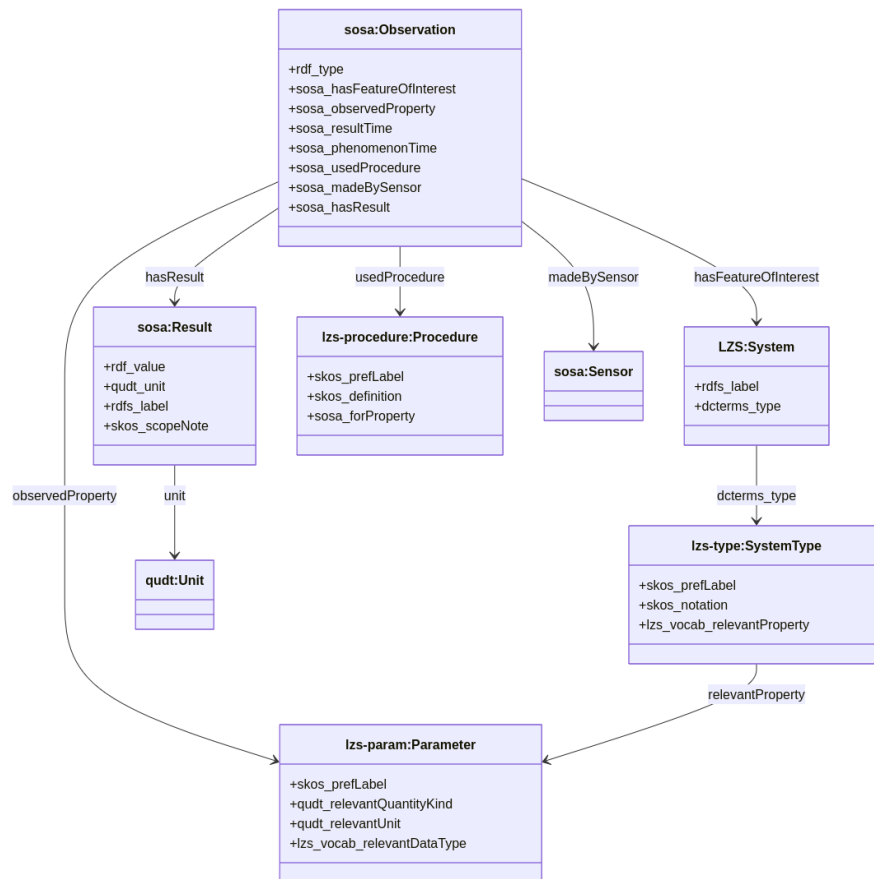 sosa:Observation
+rdf_type
+sosa_hasFeatureOfInterest
+sosa_observedProperty
+sosa_resultTime
+sosa_phenomenonTime
+sosa_usedProcedure
+sosa_madeBySensor
+sosa_hasResult
hasResult
usedProcedure
madeBySensor
hasFeatureOfInterest
sosa:Result
+rdf_value
+qudt_unit
+rdfs_label
+skos_scopeNote
lzs-procedure:Procedure
+skos_prefLabel
+skos_definition
+sosa_forProperty
sosa:Sensor
LZS:System
+rdfs_label
+dcterms_type
observedProperty
unit
dcterms_type
qudt:Unit
lzs-type:SystemType
+skos_prefLabel
+skos_notation
+lzs_vocab_relevantProperty
relevantProperty
lzs-param:Parameter
+skos_prefLabel
+qudt_relevantQuantityKind
+qudt_relevantUnit
+lzs_vocab_relevantDataType